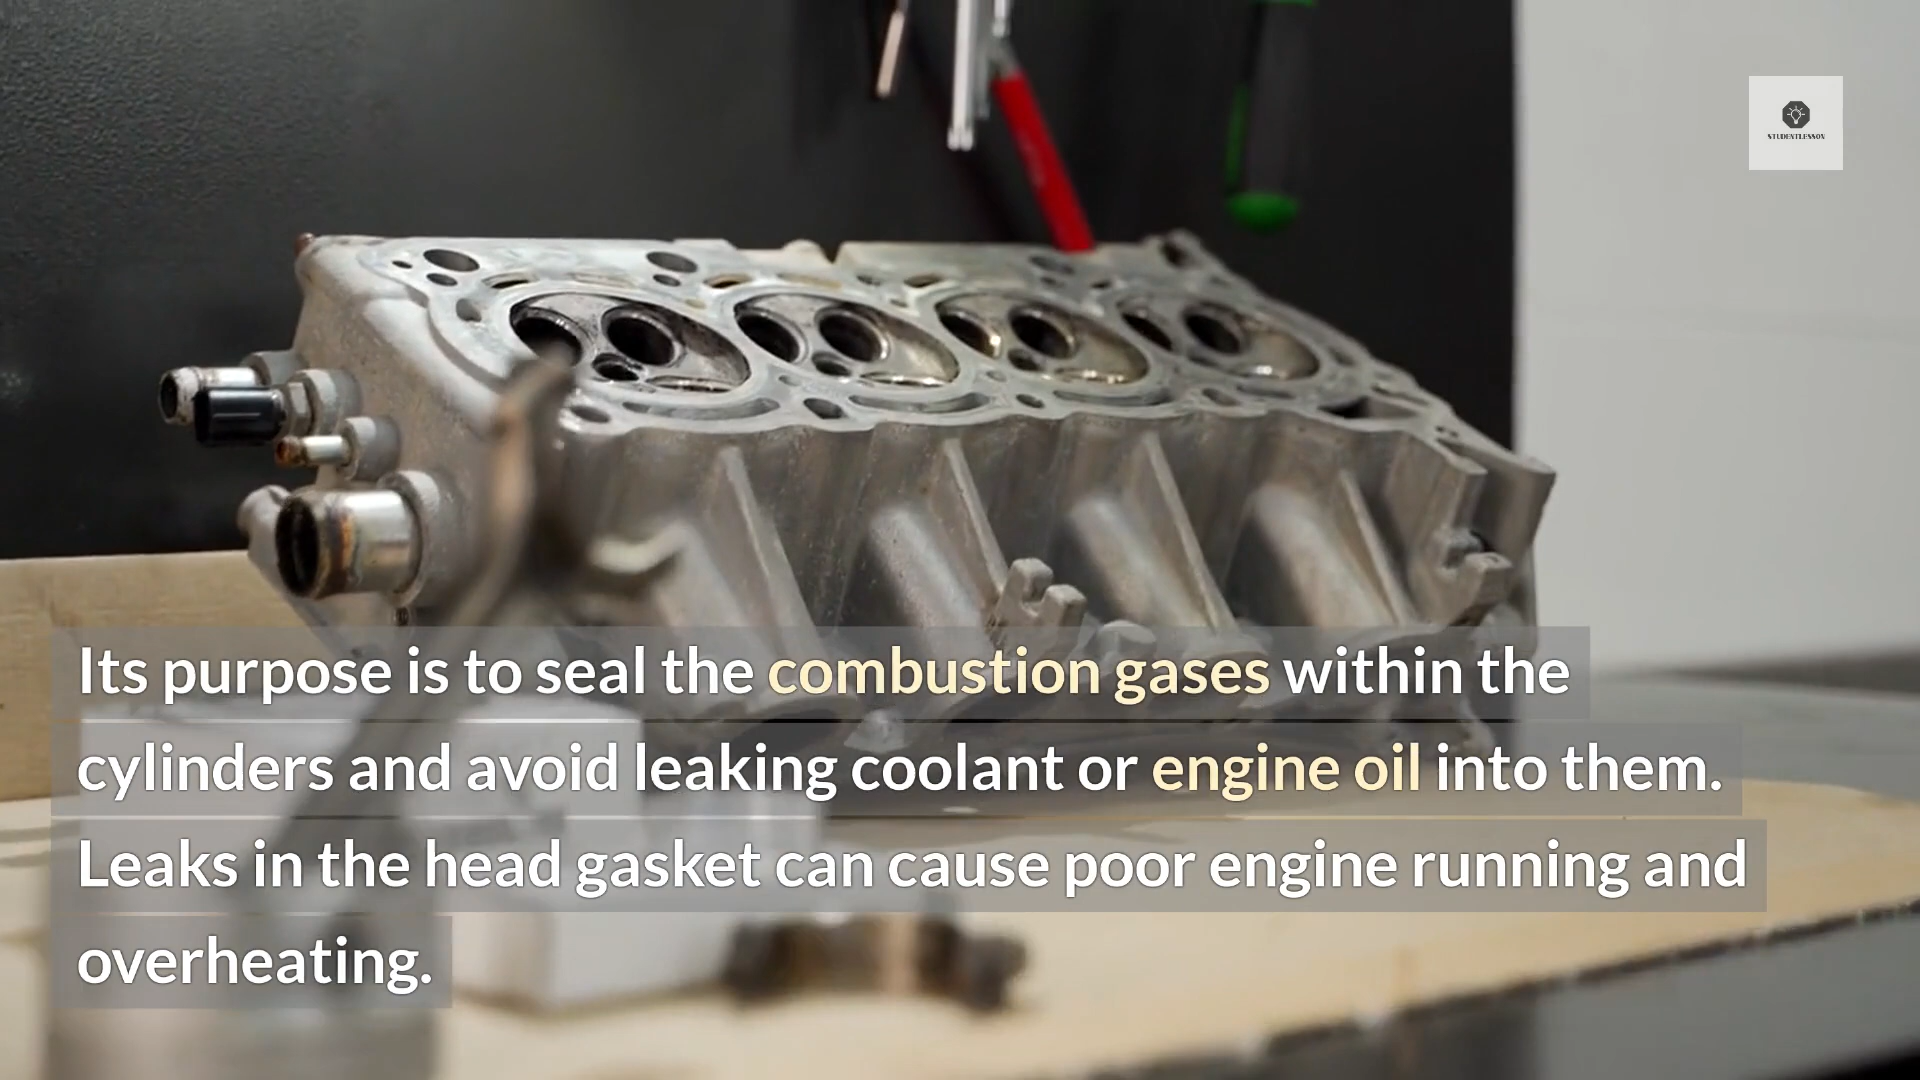 STUDENTLESSON
Its purpose is to seal the combustion gases within the
cylinders and avoid leaking coolant or engine oil into them.
Leaks in the head gasket can cause poor engine running and
overheating.